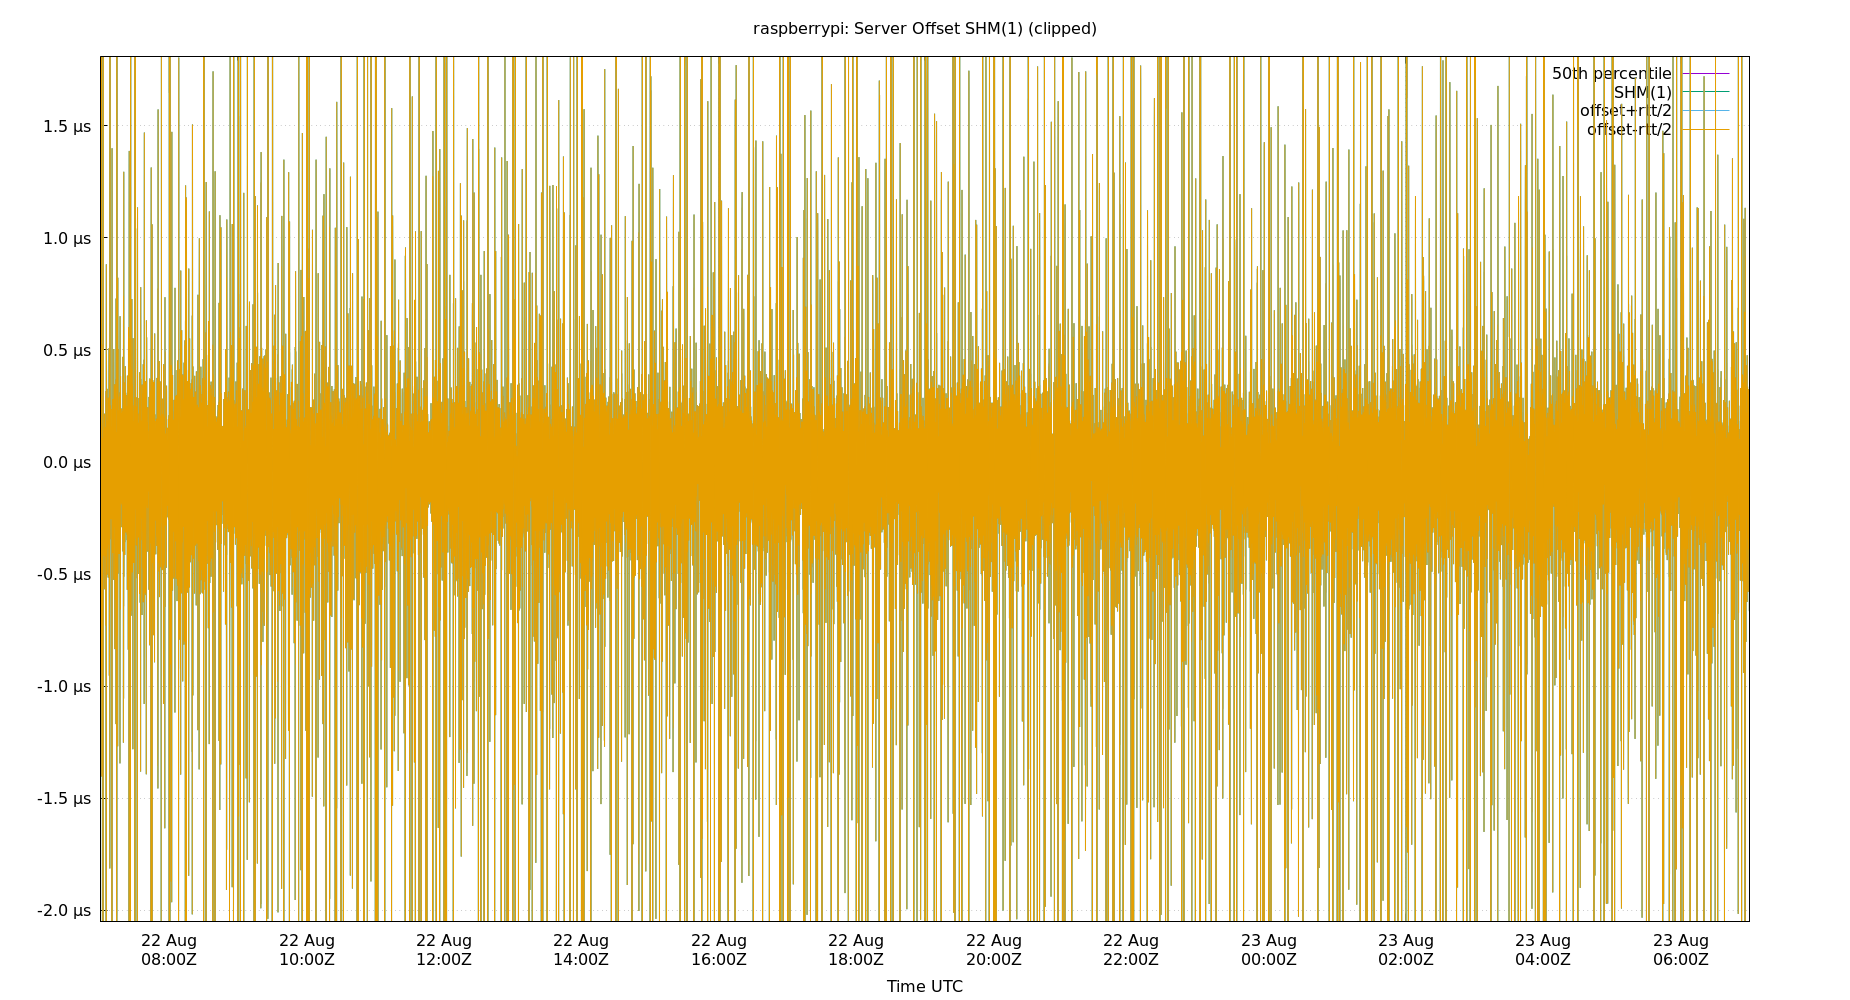 raspberrypi: Server Offset SHM(1) (clipped)
50th percentile
SHM(1)
offset+rtt/2
offset-rtt/2
1.5 µs
1.0 µs
0.5 µs
0.0 µs
-0.5 µs
-1.0 µs
-1.5 µs
-2.0 µs
22 Aug 22 Aug 22 Aug 22 Aug 22 Aug 22 Aug 22 Aug 22 Aug 23 Aug 23 Aug 23 Aug 23 Aug
08:00Z 10:00Z 12:00Z 14:00Z 16:00Z 18:00Z 20:00Z 22:00Z 00:00Z 02:00Z 04:00Z 06:00Z
Time UTC